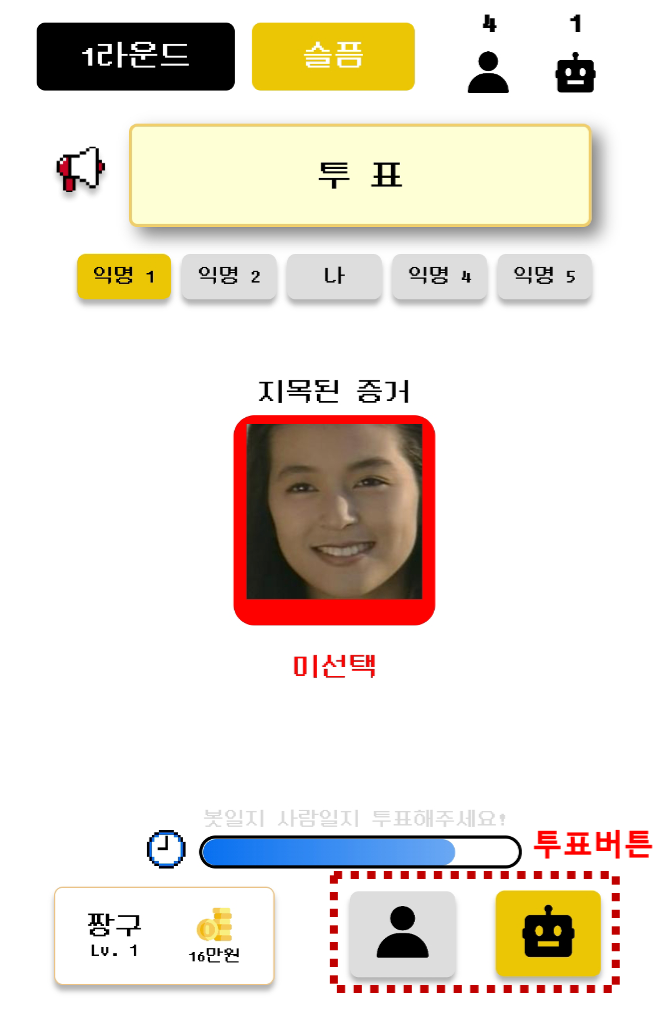 4 1
1라운드 슬픔
투 표
익명 1 익명 2 나 익명 4 익명 5
지목된 증거
미선택
봇일지 사람일지 투표해주세요!
투표버튼
짱구
Lv. 1 16만원